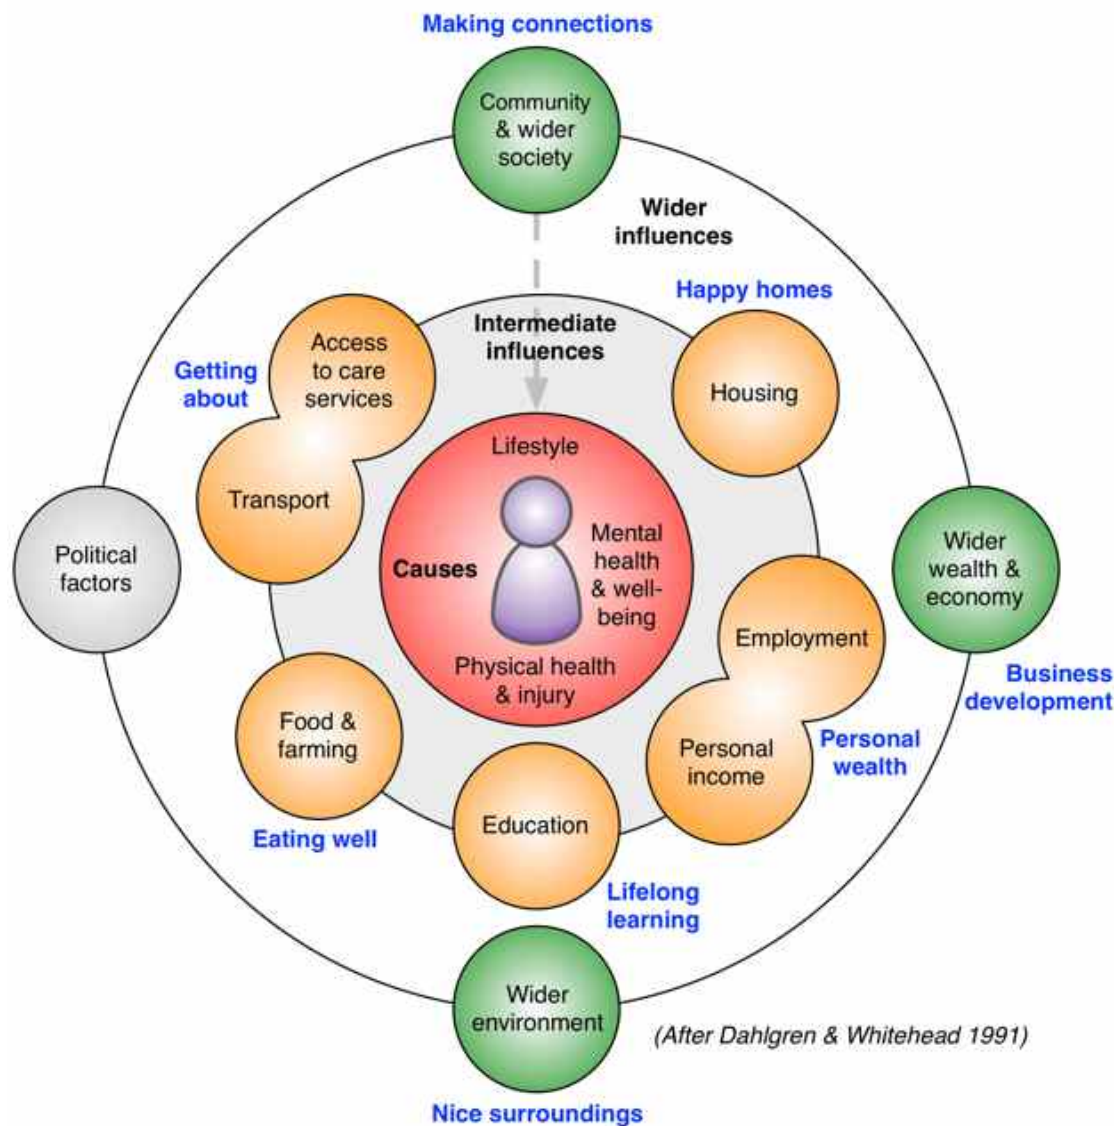 Making connections
Community
& wider
society
Wider
influences
Happy homes
Intermediate
influences
Access
to care
services
Getting
about
Housing
Transport
Lifestyle
Political
factors
Causes
Mental
health
& well-
being
Wider
wealth &
economy
Employment
Physical health
& injury
Business
development
Food &
farming
Personal
income
Personal
wealth
Education
Eating well
Lifelong
learning
Wider
environment
(After Dahlgren & Whitehead 1991)
Nice surroundings